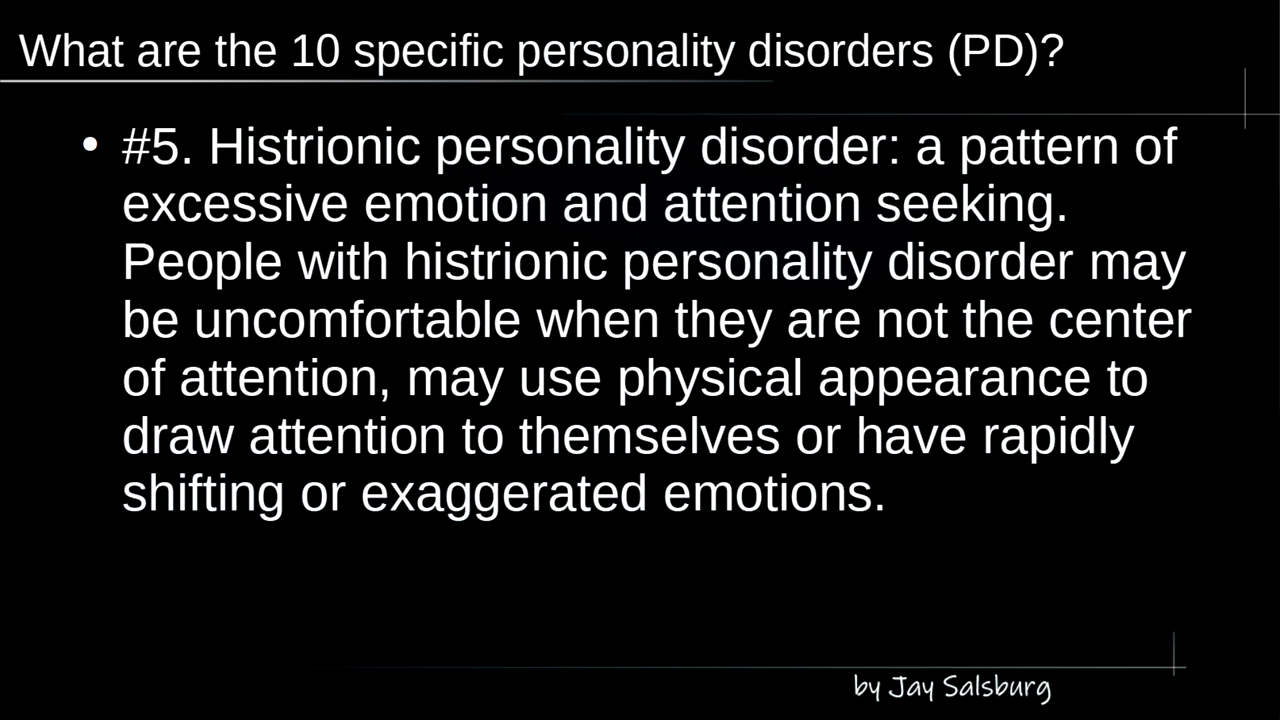 What are the 10 specific personality disorders (PD)?
• #5. Histrionic personality disorder: a pattern of
excessive emotion and attention seeking.
People with histrionic personality disorder may
be uncomfortable when they are not the center
of attention, may use physical appearance to
draw attention to themselves or have rapidly
shifting or exaggerated emotions.
by Jay Salsburg